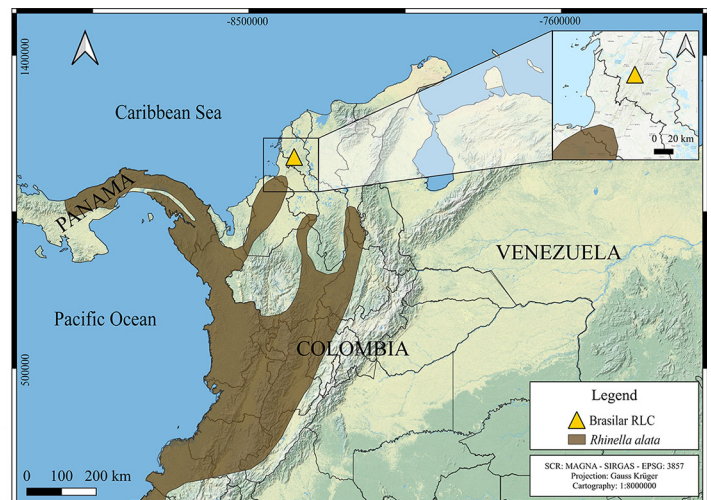 -8500000
-7600000
1400000
Caribbean Sea
0 20 km
PANAMA
VENEZUELA
Pacific Ocean
COLOMBIA
500000
500000
Legend
Brasilar RLC
Rhinella alata
0 100 200 km
SCR: MAGNA - SIRGAS - EPSG: 3857
Projection: Gauss Krüger
Cartography: 1:8000000